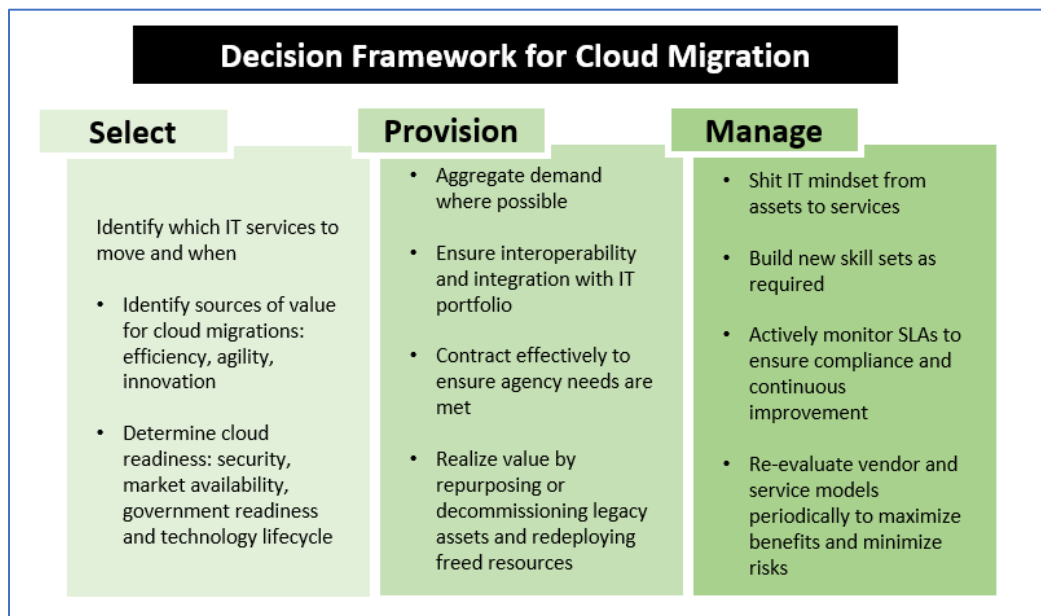 Decision Framework for Cloud Migration
Select
Identify which IT services to
move and when
• Identify sources of value
for cloud migrations:
efficiency, agility,
innovation
• Determine cloud
readiness: security,
market availability,
government readiness
and technology lifecycle
Provision
• Aggregate demand
where possible
• Ensure interoperability
and integration with IT
portfolio
• Contract effectively to
ensure agency needs are
met
• Realize value by
repurposing or
decommissioning legacy
assets and redeploying
freed resources
Manage
• Shit IT mindset from
assets to services
• Build new skill sets as
required
• Actively monitor SLAs to
ensure compliance and
continuous
improvement
• Re-evaluate vendor and
service models
periodically to maximize
benefits and minimize
risks